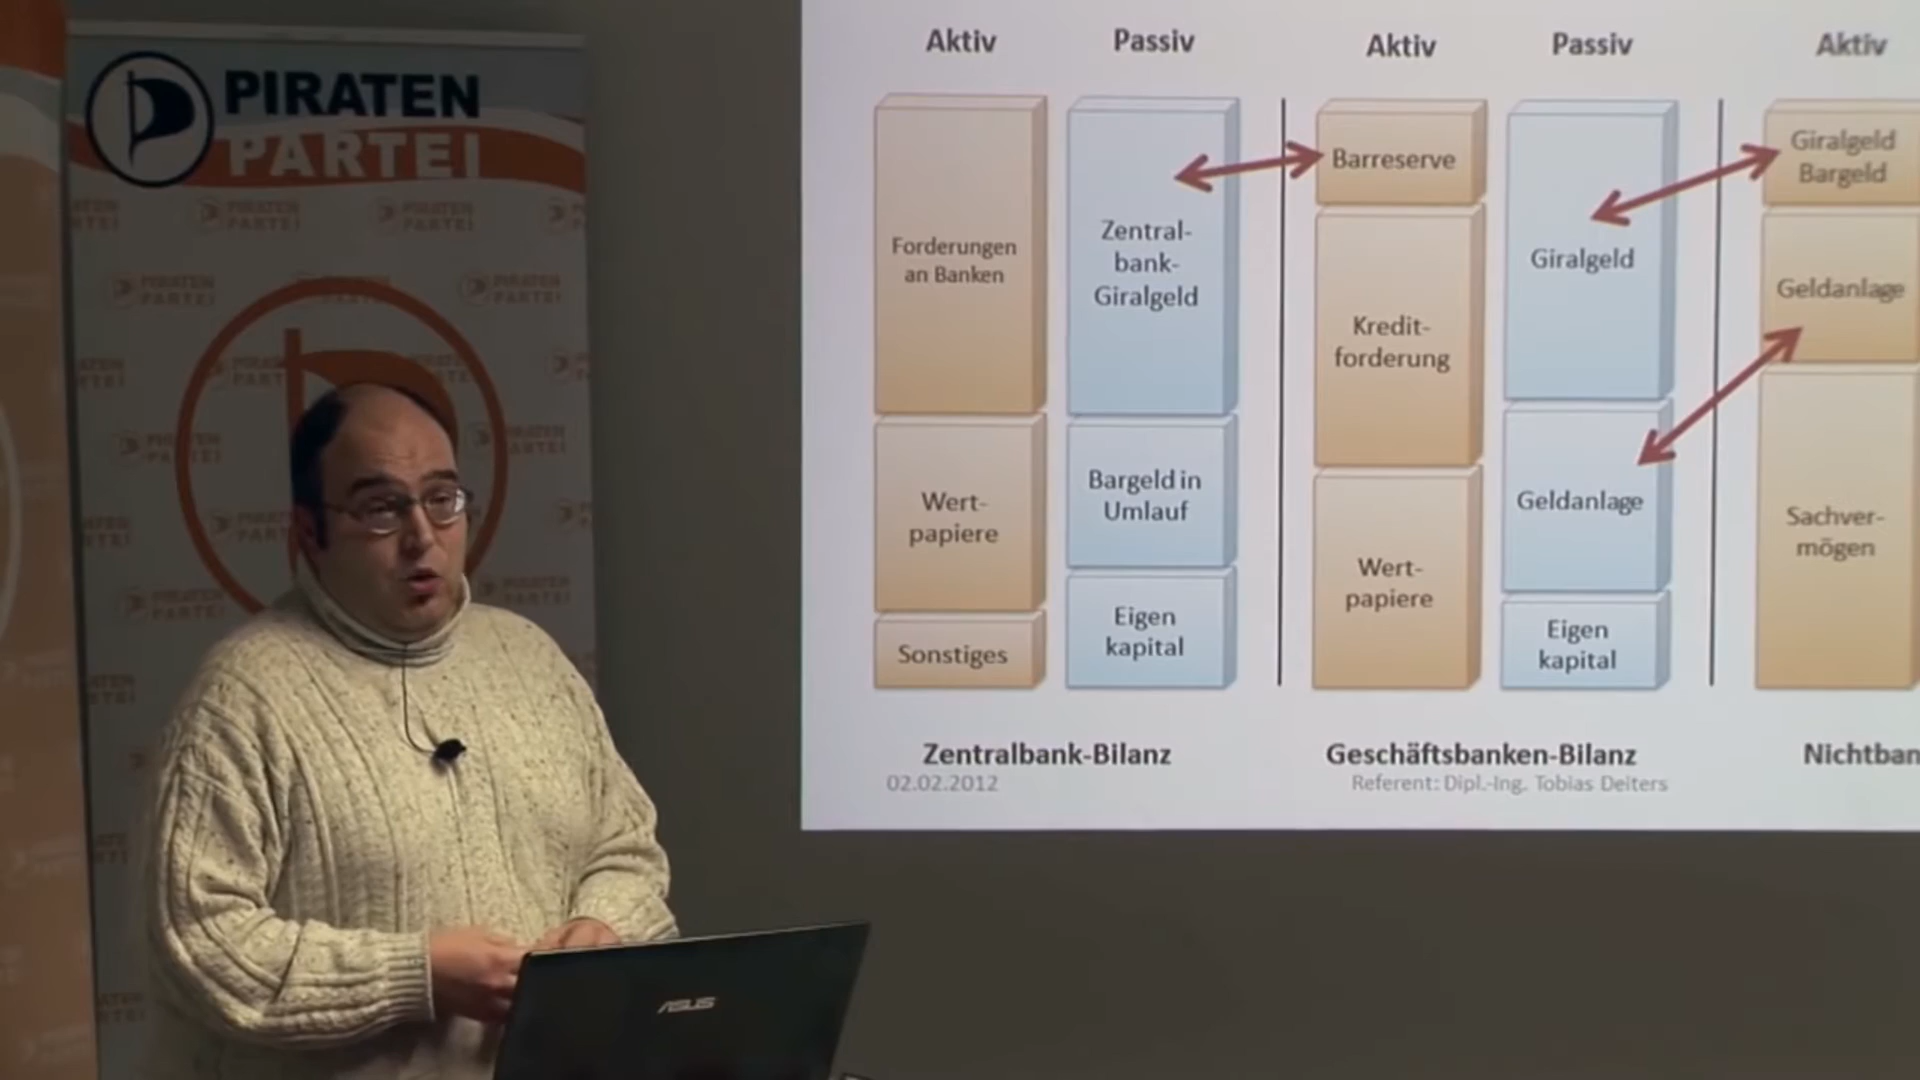 PIRATEN
PARTEI
Aktiv
Passiv
Forderungen
an Banken
Wert-
papiere
Sonstiges
Zentral-
bank-
Giralgeld
Bargeld in
Umlauf
Eigen
kapital
Zentralbank-Bilanz
02.02.2012
Aktiv
Passiv
Barreserve
Kredit-
forderung
Wert-
papiere
Giralgeld
Geldanlage
Eigen
kapital
Geschäftsbanken-Bilanz
Referent: Dipl.-Ing. Tobias Deiters
Aktiv
Giralgeld
Bargeld
Geldanlage
Sachver-
mögen
Nichtban
ASUS